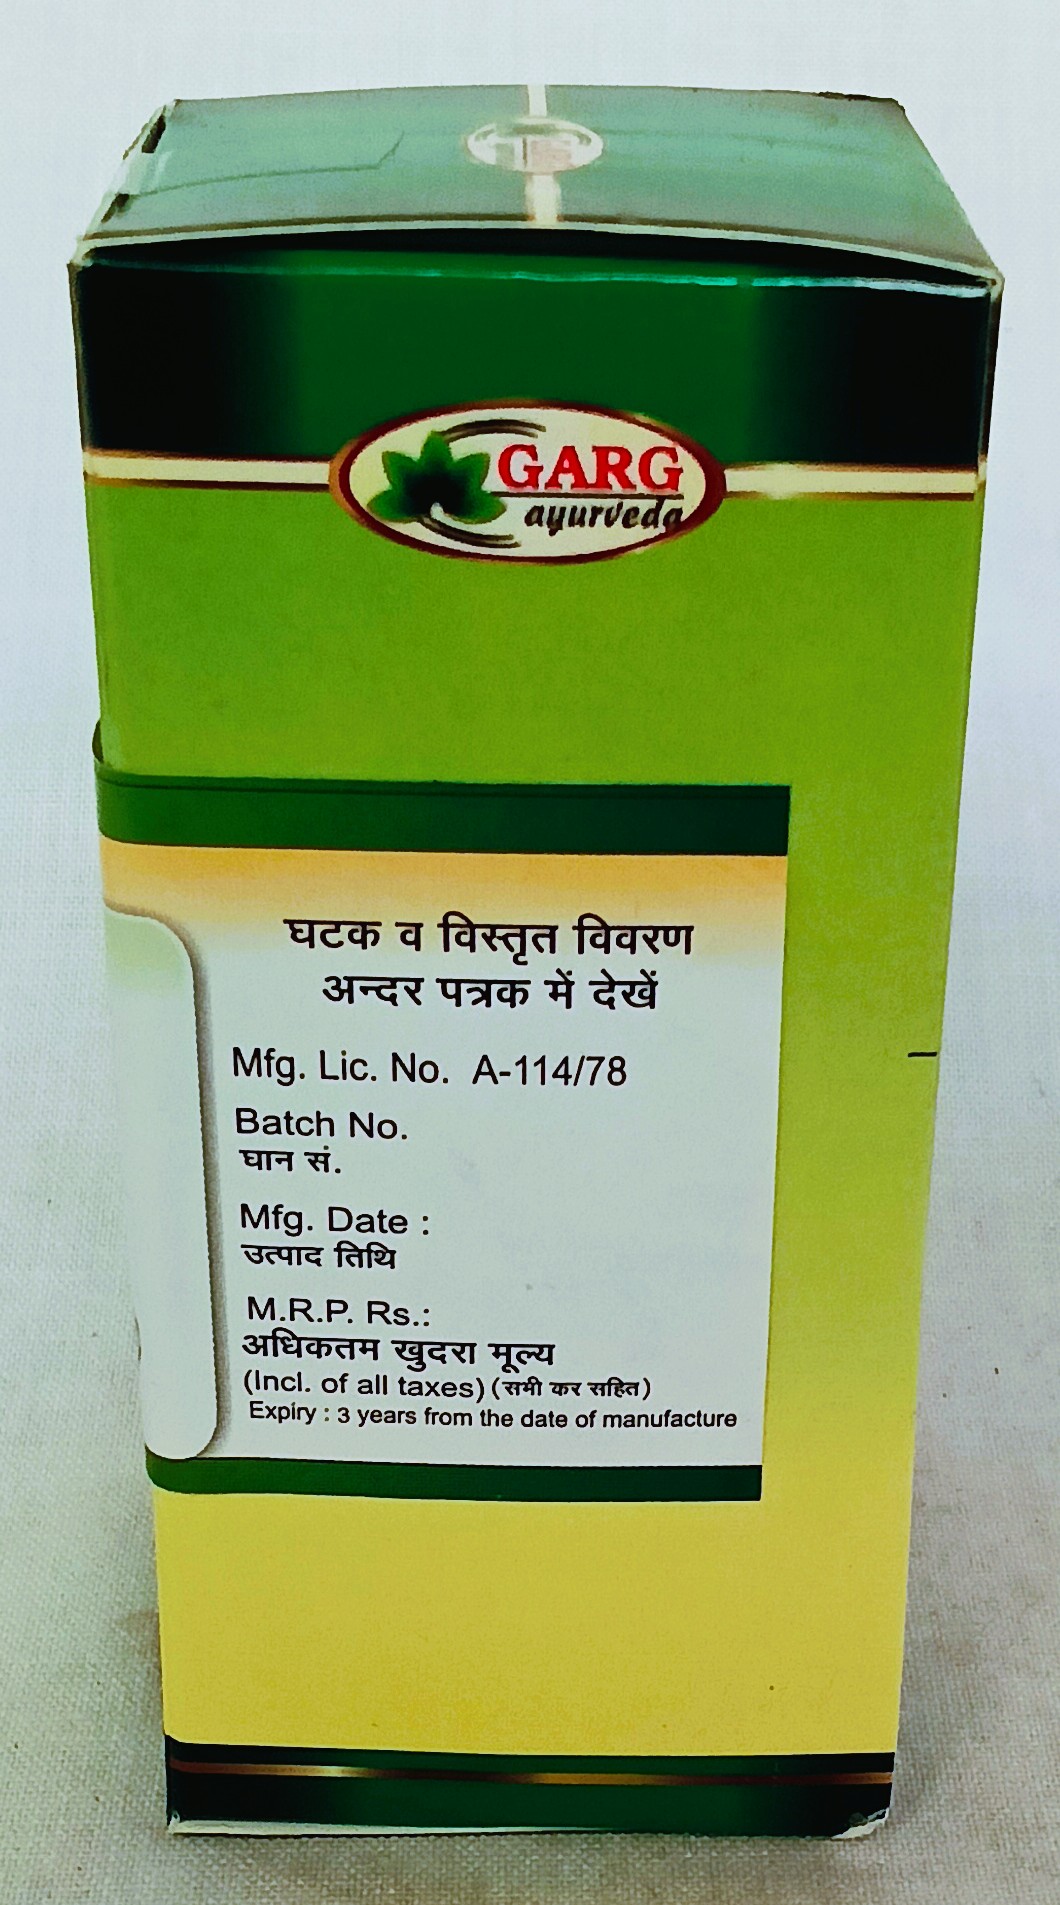 GARG
ayurveda
घटक व विस्तृत विवरण
अन्दर पत्रक में देखें
Mfg. Lic. No. A-114/78
Batch No.
घान सं.
Mfg. Date :
उत्पाद तिथि
M.R.P. Rs.:
अधिकतम खुदरा मूल्य
(Incl. of all taxes) (सभी कर सहित)
Expiry : 3 years from the date of manufacture